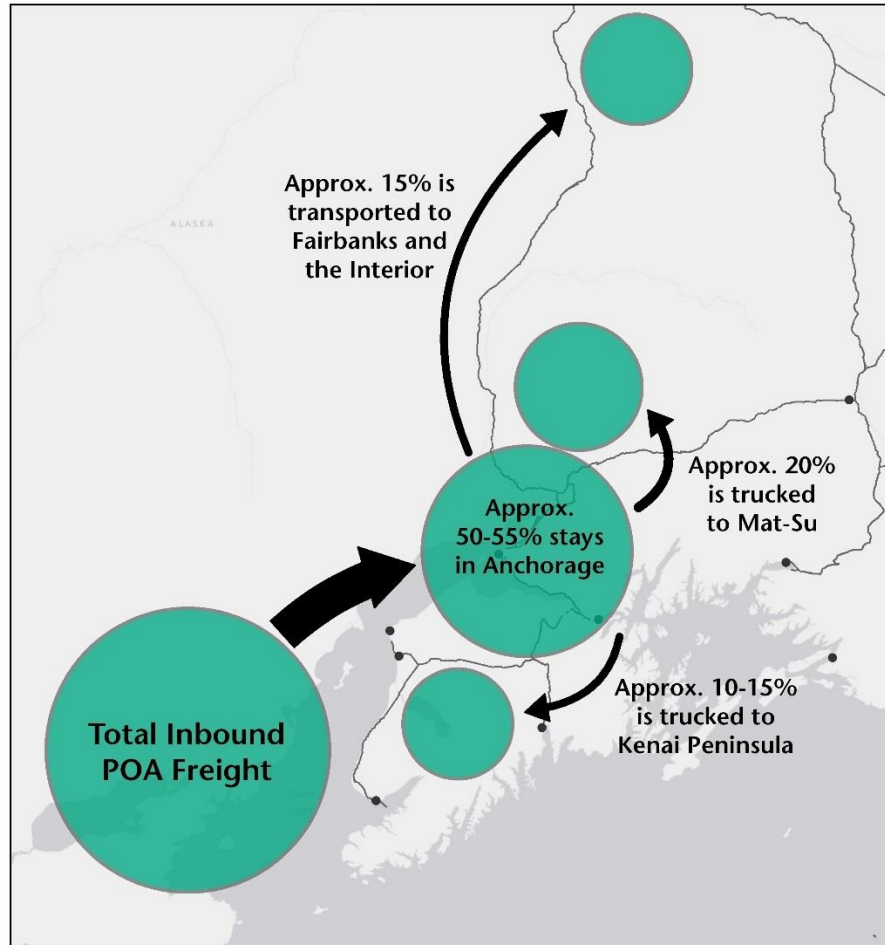 Approx. 15% is
transported to
Fairbanks and
the Interior
ALASKA
Approx.
50-55% stays
in Anchorage
Approx. 20%
is trucked
to Mat-Su
Total Inbound
POA Freight
Approx. 10-15%
is trucked to
Kenai Peninsula